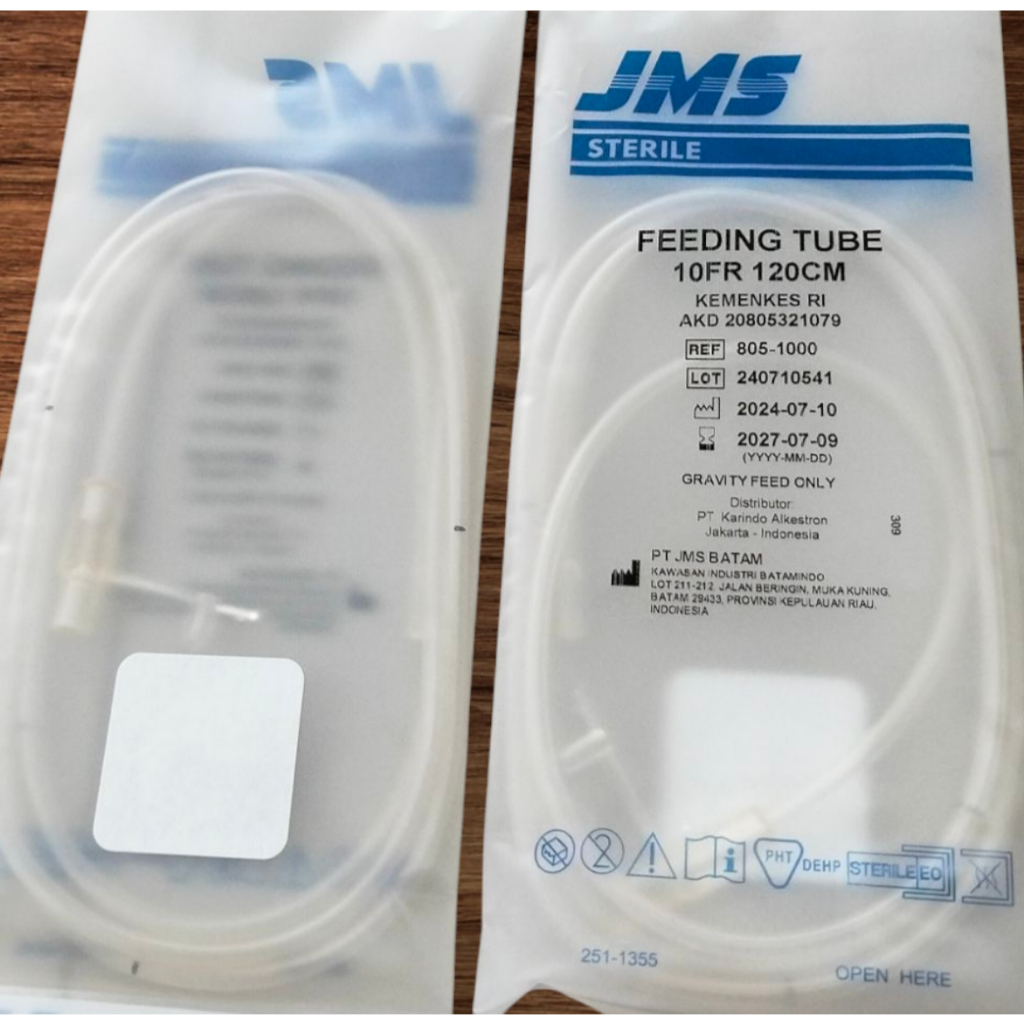 JMS
STERILE
FEEDING TUBE
10FR 120CM
KEMENKES RI
AKD 20805321079
REF 805-1000
LOT 240710541
2024-07-10
2027-07-09
(YYYY-MM-DD)
GRAVITY FEED ONLY
Distributor:
PT Karindo Alkestron
Jakarta - Indonesia
309
PT JMS BATAM
KAWASAN INDUSTRI BATAMINDO
LOT 211-212, JALAN BERINGIN, MUKA KUNING,
BATAM 29433, PROVINSI KEPULAUAN RIAU,
INDONESIA
2 PHT DEHP STERILE EO
251-1355
OPEN HERE